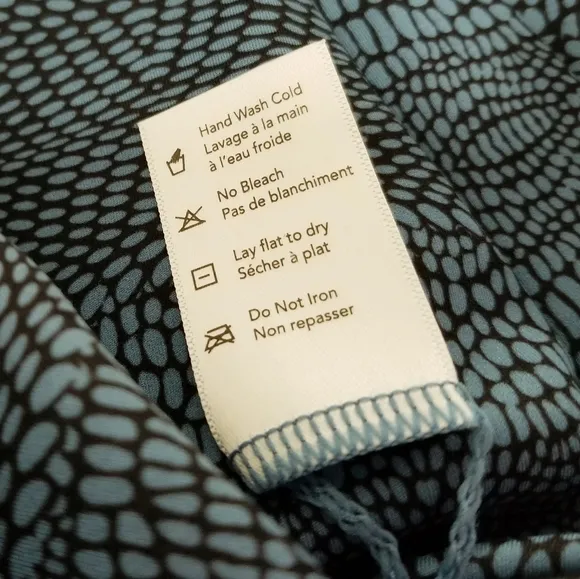 Hand Wash Cold
Lavage à la main
à l'eau froide
No Bleach
Pas de blanchiment
Lay flat to dry
Sécher à plat
Do Not Iron
Non repasser